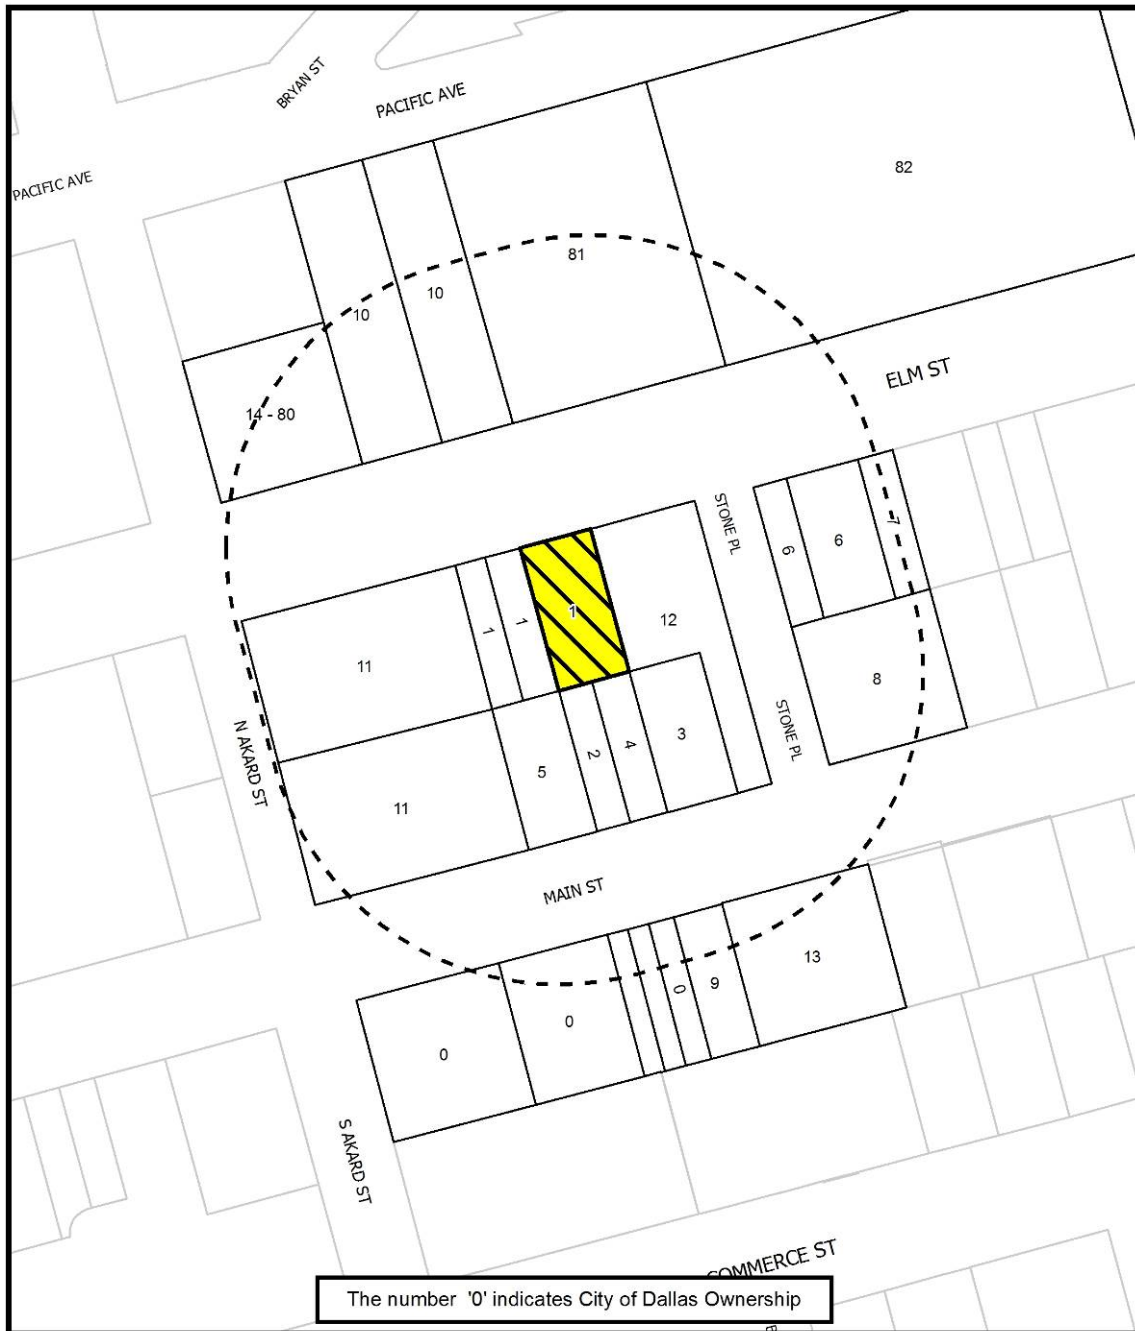 BRYAN ST
PACIFIC AVE
PACIFIC AVE
82
81
10
10
14 - 80
ELM ST
STONE PL
7
6
6
1
1
1
12
11
8
STONE PL
N AKARD ST
3
4
2
5
11
MAIN ST
13
9
0
0
0
S AKARD ST
COMMERCE ST
The number '0' indicates City of Dallas Ownership